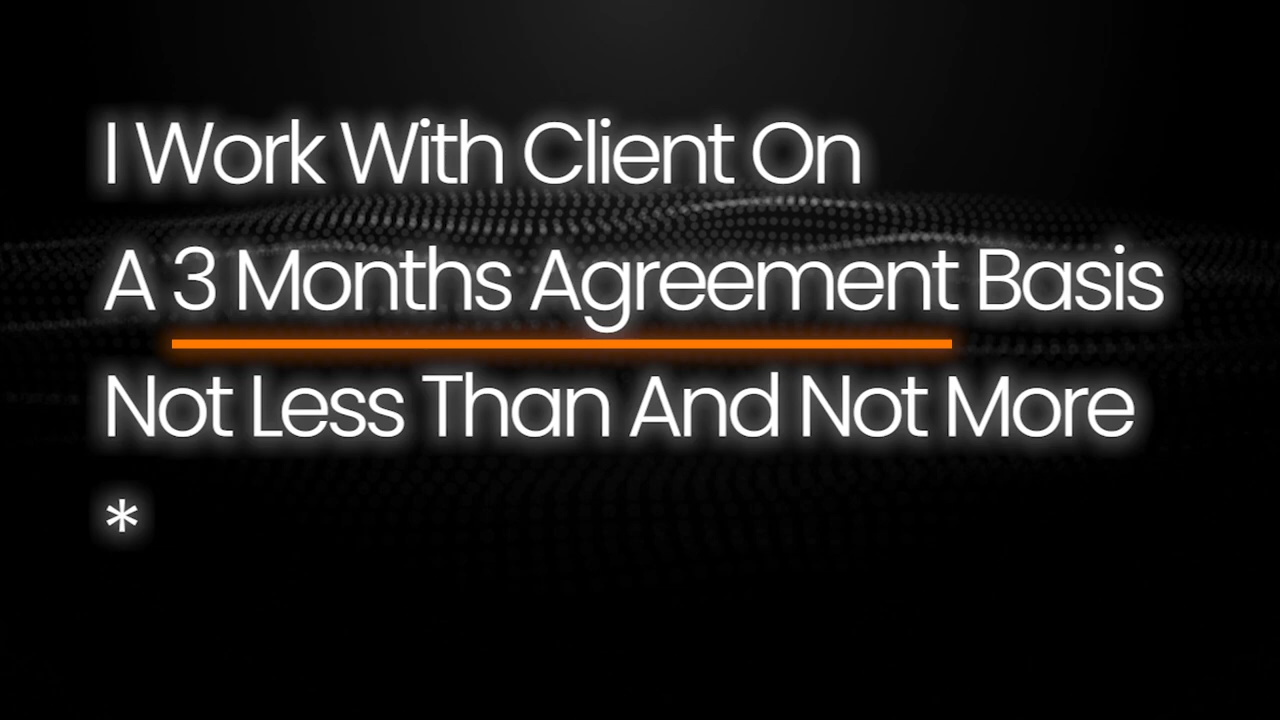 I Work With Client On
A 3 Months Agreement Basis
Not Less Than And Not More
*